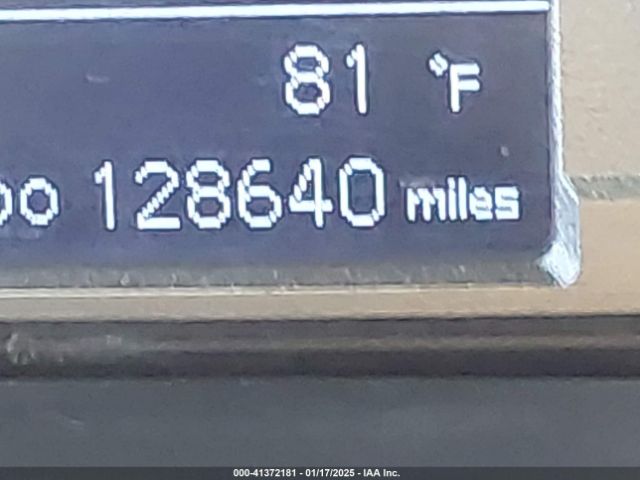 81 °F
128640 miles
000-41372181 - 01/17/2025 - IAA Inc.